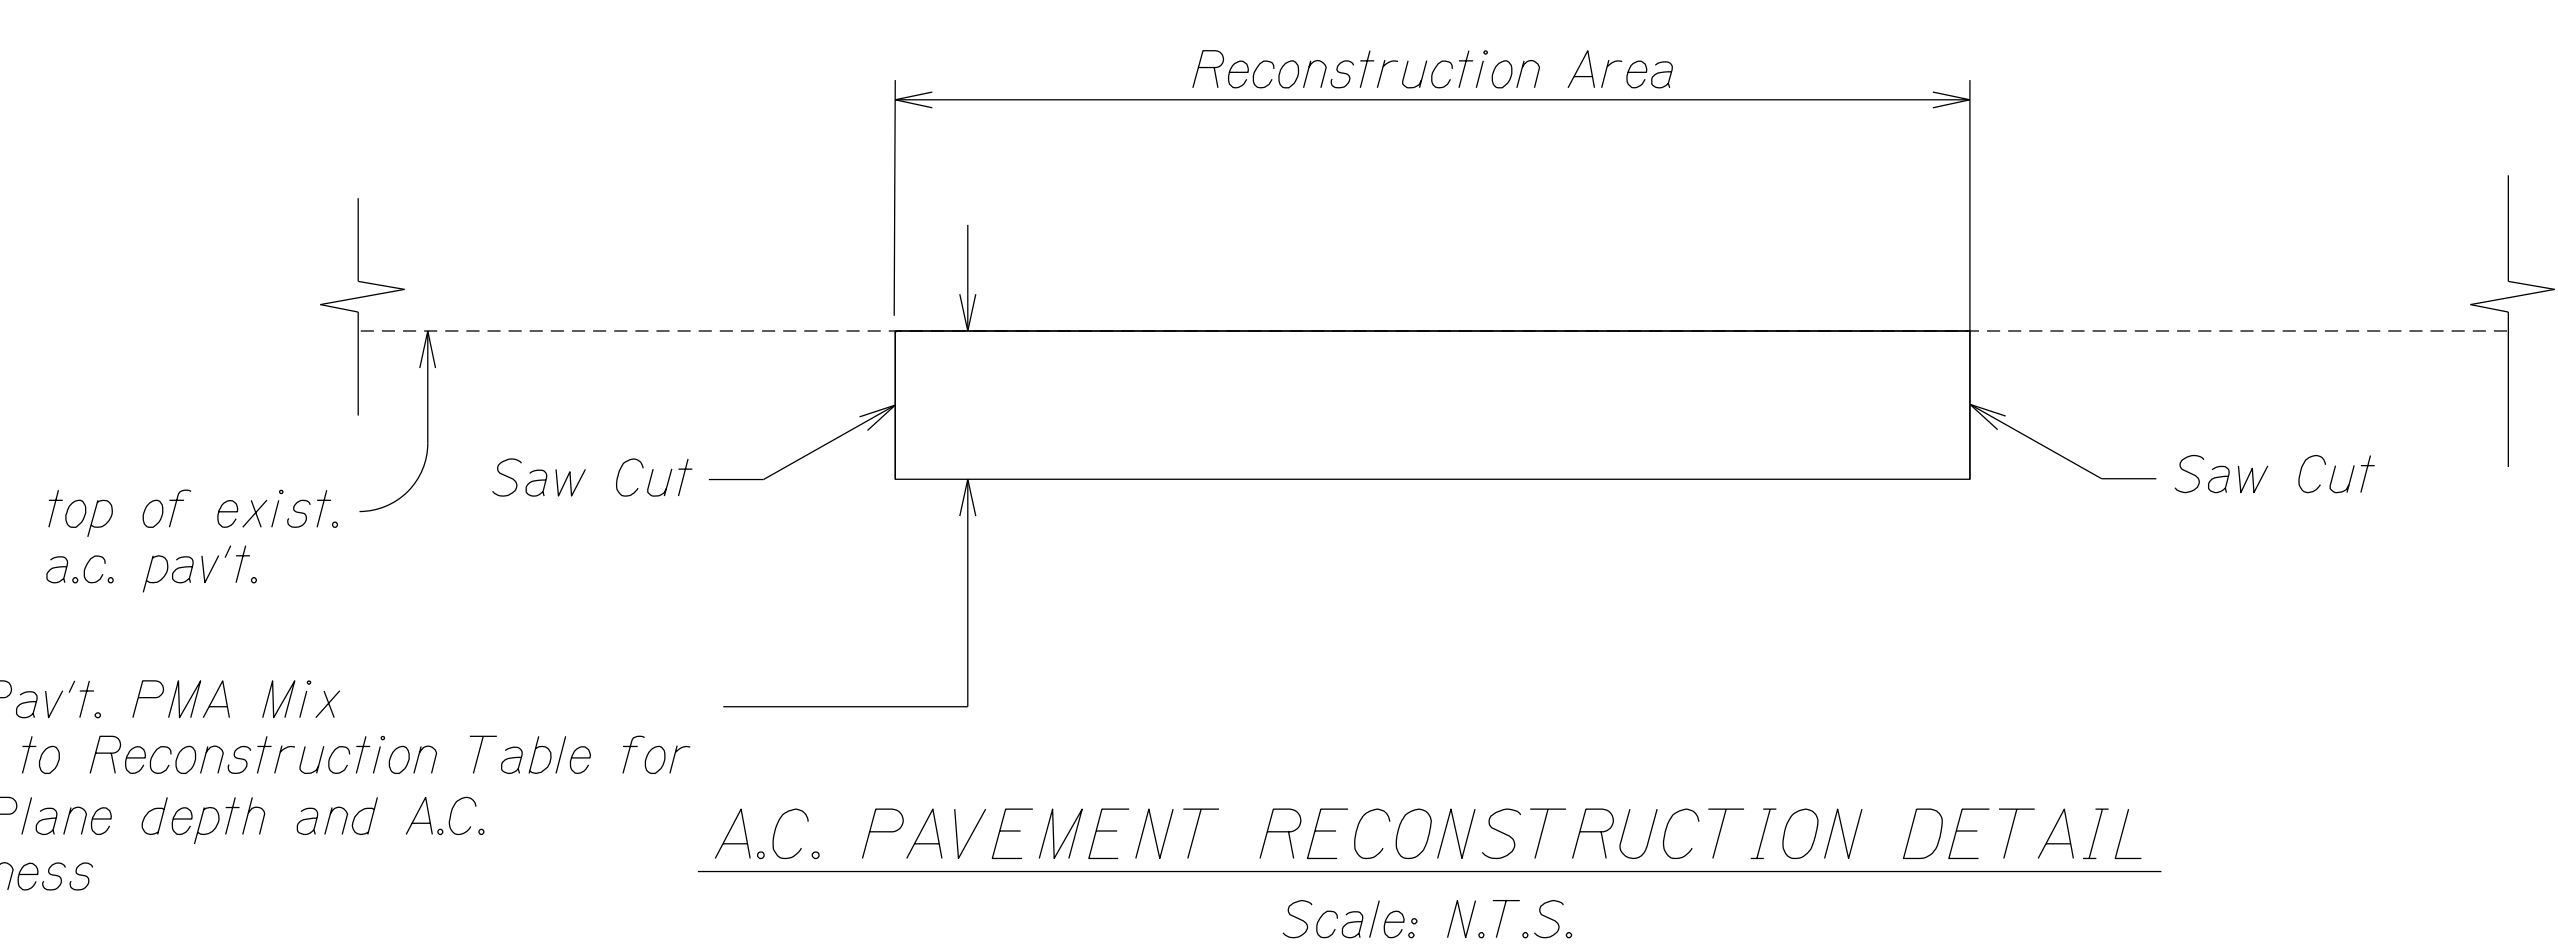 Reconstruction Area
Saw Cut
Saw Cut
top of exist.
a.c. pav't.
Pav't. PMA Mix
to Reconstruction Table for
Plane depth and A.C.
ness
A.C. PAVEMENT RECONSTRUCTION DETAIL
Scale: N.T.S.